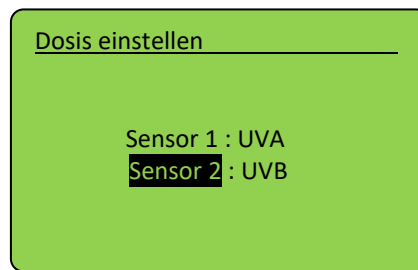 Dosis einstellen
Sensor 1 : UVA
Sensor 2 : UVB